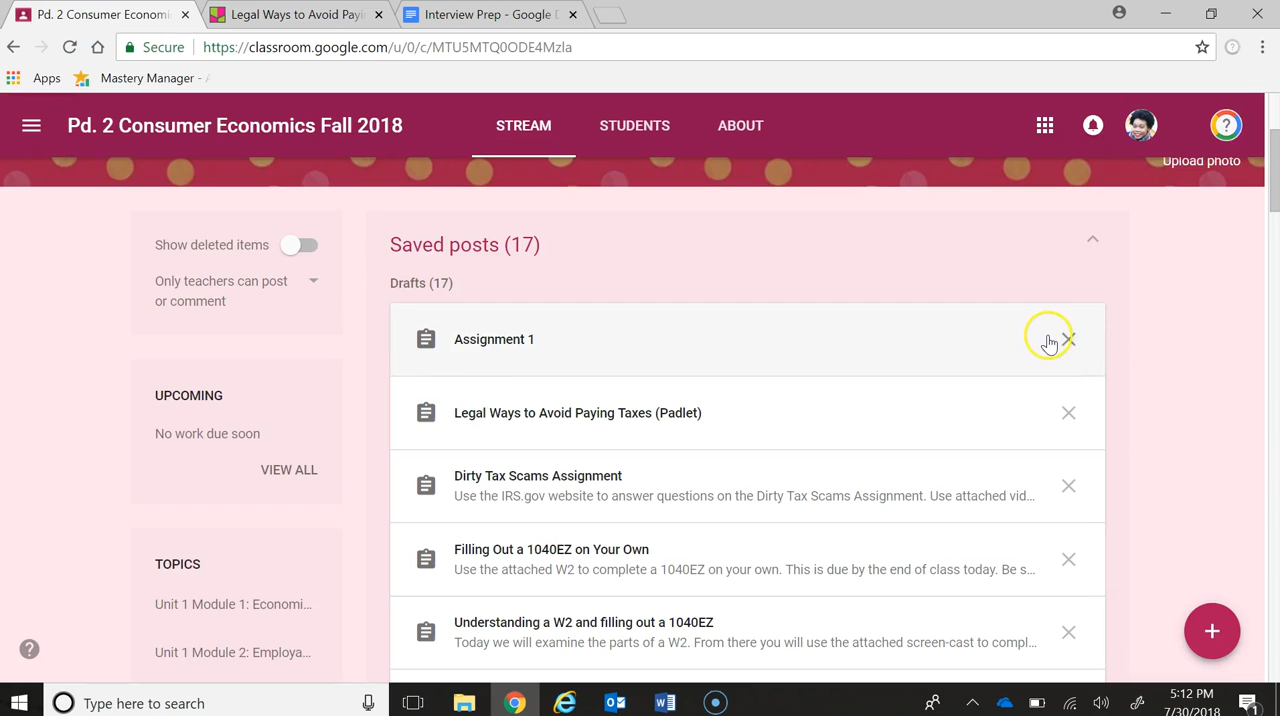 Pd. 2 Consumer Economics
Legal Ways to Avoid Payi
Interview Prep - Google
Secure
https://classroom.google.com/u/0/c/MTU5MTQ0ODE4Mzla
Apps
Mastery Manager -
Pd. 2 Consumer Economics Fall 2018
STREAM
STUDENTS
ABOUT
Upload photo
Show deleted items
Only teachers can post
or comment
UPCOMING
No work due soon
VIEW ALL
TOPICS
Unit 1 Module 1: Economi...
Unit 1 Module 2: Employa...
Saved posts (17)
Drafts (17)
Assignment 1
Legal Ways to Avoid Paying Taxes (Padlet)
Dirty Tax Scams Assignment
Use the IRS.gov website to answer questions on the Dirty Tax Scams Assignment. Use attached vid...
Filling Out a 1040EZ on Your Own
Use the attached W2 to complete a 1040EZ on your own. This is due by the end of class today. Be s...
Understanding a W2 and filling out a 1040EZ
Today we will examine the parts of a W2. From there you will use the attached screen-cast to compl...
Type here to search
5:12 PM
7/30/2018